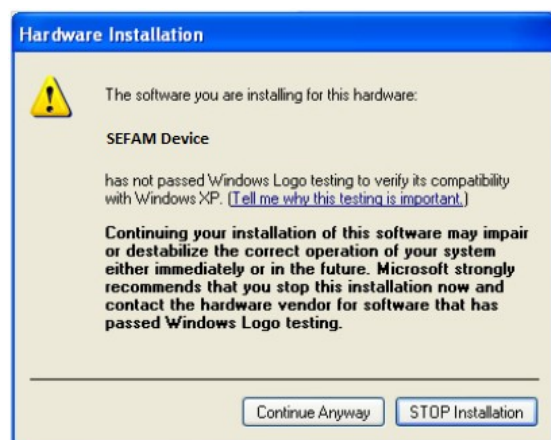 Hardware Installation
The software you are installing for this hardware:
SEFAM Device
has not passed Windows Logo testing to verify its compatibility
with Windows XP. (Tell me why this testing is important.)
Continuing your installation of this software may impair
or destabilize the correct operation of your system
either immediately or in the future. Microsoft strongly
recommends that you stop this installation now and
contact the hardware vendor for software that has
passed Windows Logo testing.
Continue Anyway
STOP Installation